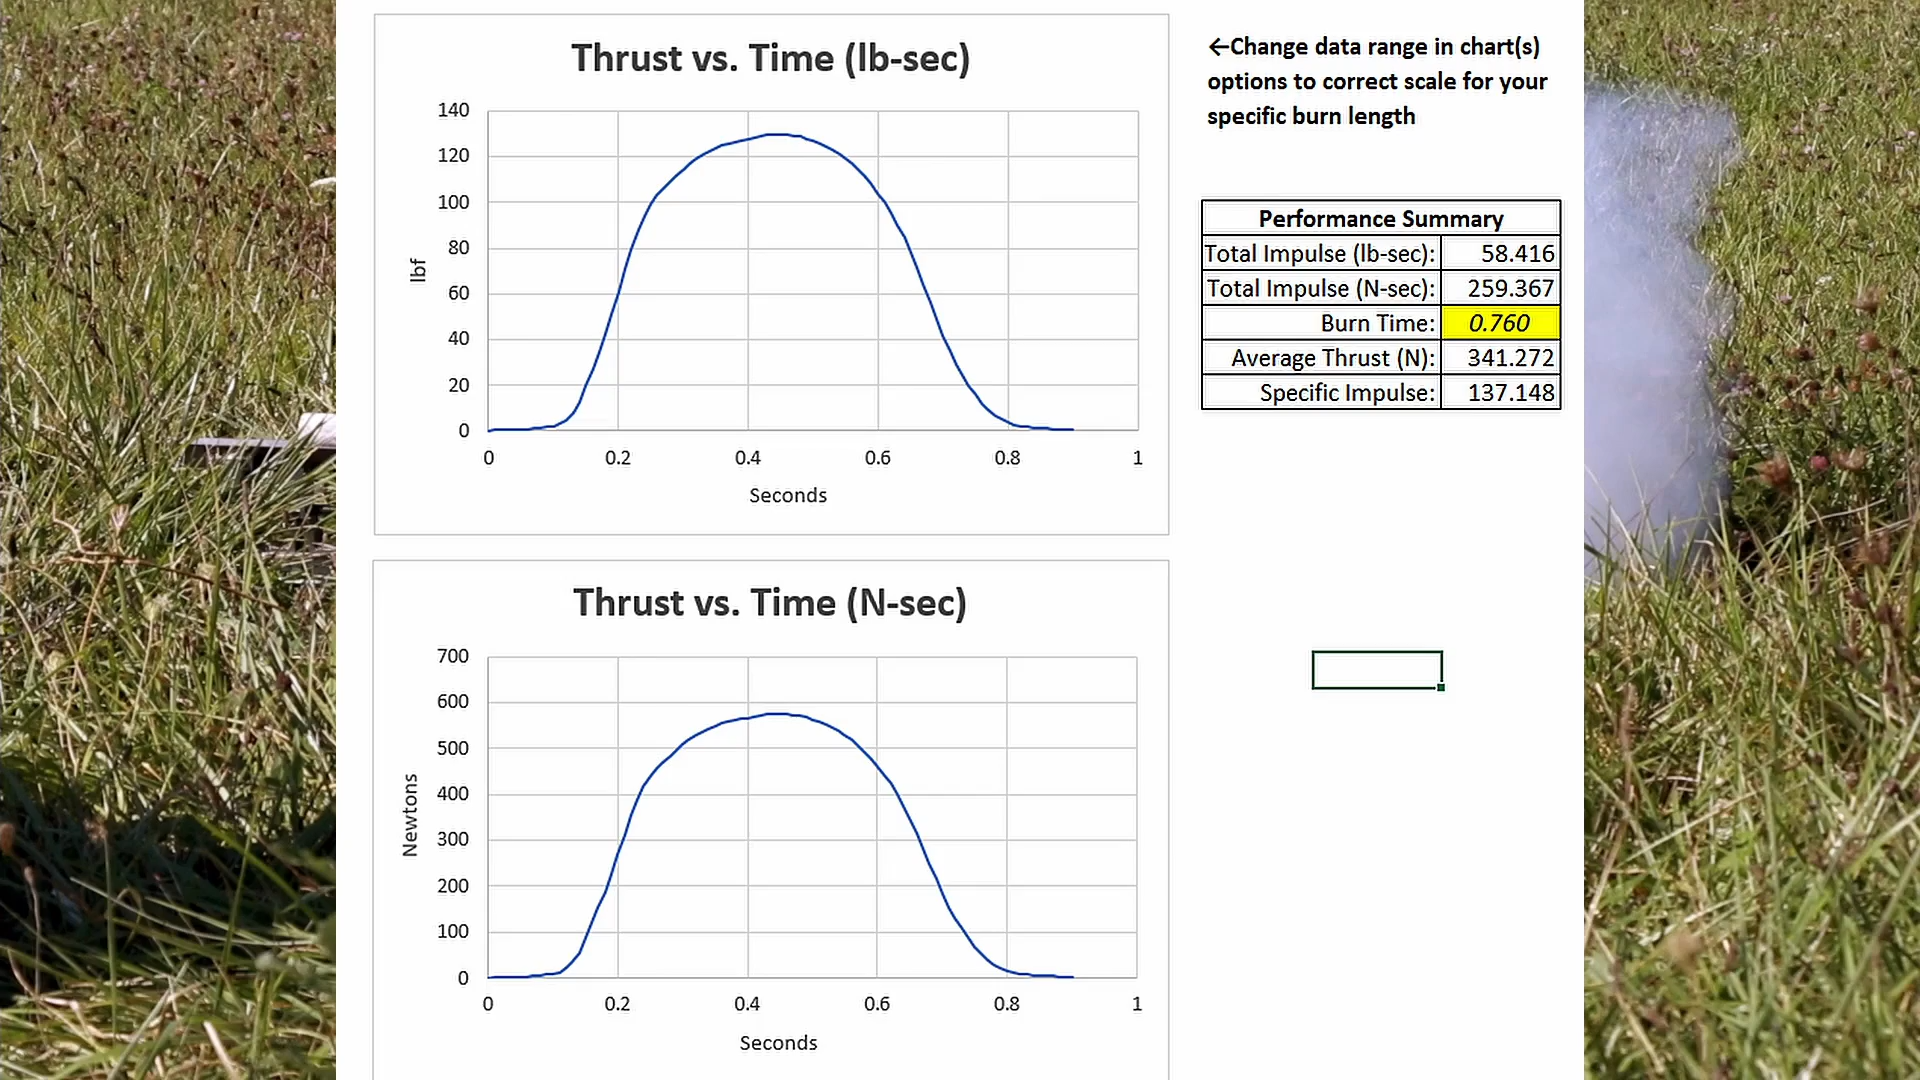 Thrust vs. Time (lb-sec)
140
120
100
80
60
40
20
0
lbf
0 0.2 0.4 0.6 0.8 1
Seconds
←Change data range in chart(s)
options to correct scale for your
specific burn length
Performance Summary
Total Impulse (lb-sec): 58.416
Total Impulse (N-sec): 259.367
Burn Time: 0.760
Average Thrust (N): 341.272
Specific Impulse: 137.148
Thrust vs. Time (N-sec)
700
600
500
400
300
200
100
0
Newtons
0 0.2 0.4 0.6 0.8 1
Seconds